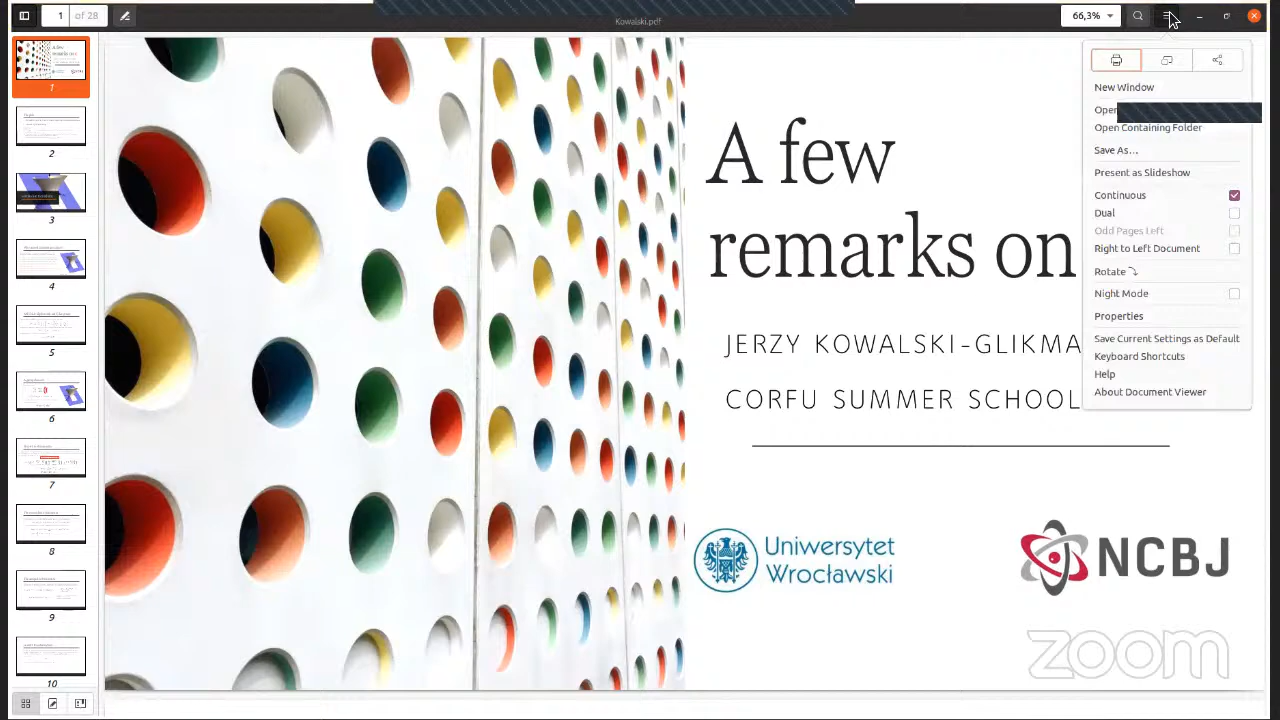 1 of 28
Kowalski.pdf
66,3%
1
2
3
4
5
6
7
8
9
10
A few
remarks on
JERZY KOWALSKI-GLIKMA
CORFU SUMMER SCHOOL
Uniwersytet
Wrocławski
NCBJ
zoom
New Window
Open
Open Containing Folder
Save As...
Present as Slideshow
Continuous
Dual
Odd Pages Left
Right to Left Document
Rotate
Night Mode
Properties
Save Current Settings as Default
Keyboard Shortcuts
Help
About Document Viewer